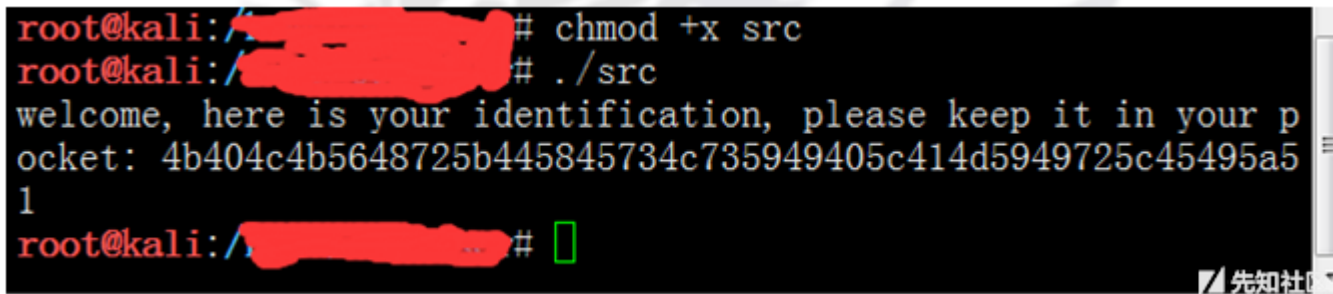 root@kali:/ # chmod +x src
root@kali:/ # ./src
welcome, here is your identification, please keep it in your p
ocket: 4b404c4b5648725b445845734c735949405c414d5949725c45495a5
1
root@kali:/ #
先知社